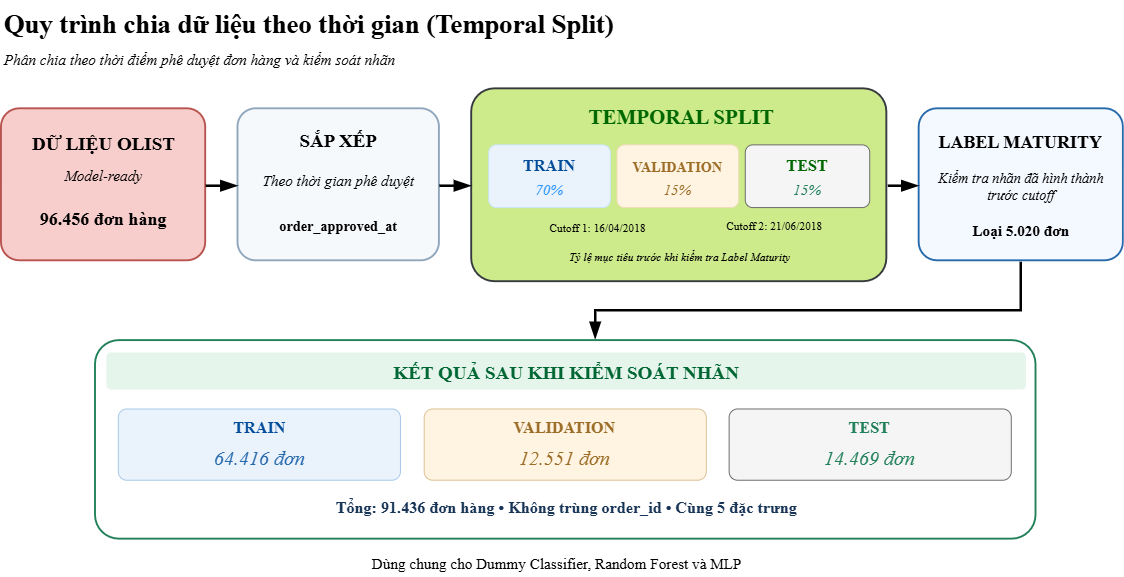 Quy trình chia dữ liệu theo thời gian (Temporal Split)
Phân chia theo thời điểm phê duyệt đơn hàng và kiểm soát nhãn
DỮ LIỆU OLIST
Model-ready
96.456 đơn hàng
SẮP XẾP
Theo thời gian phê duyệt
order_approved_at
TEMPORAL SPLIT
TRAIN
70%
VALIDATION
15%
TEST
15%
Cutoff 1: 16/04/2018
Cutoff 2: 21/06/2018
Tỷ lệ mục tiêu trước khi kiểm tra Label Maturity
LABEL MATURITY
Kiểm tra nhãn đã hình thành
trước cutoff
Loại 5.020 đơn
KẾT QUẢ SAU KHI KIỂM SOÁT NHÃN
TRAIN
64.416 đơn
VALIDATION
12.551 đơn
TEST
14.469 đơn
Tổng: 91.436 đơn hàng • Không trùng order_id • Cùng 5 đặc trưng
Dùng chung cho Dummy Classifier, Random Forest và MLP